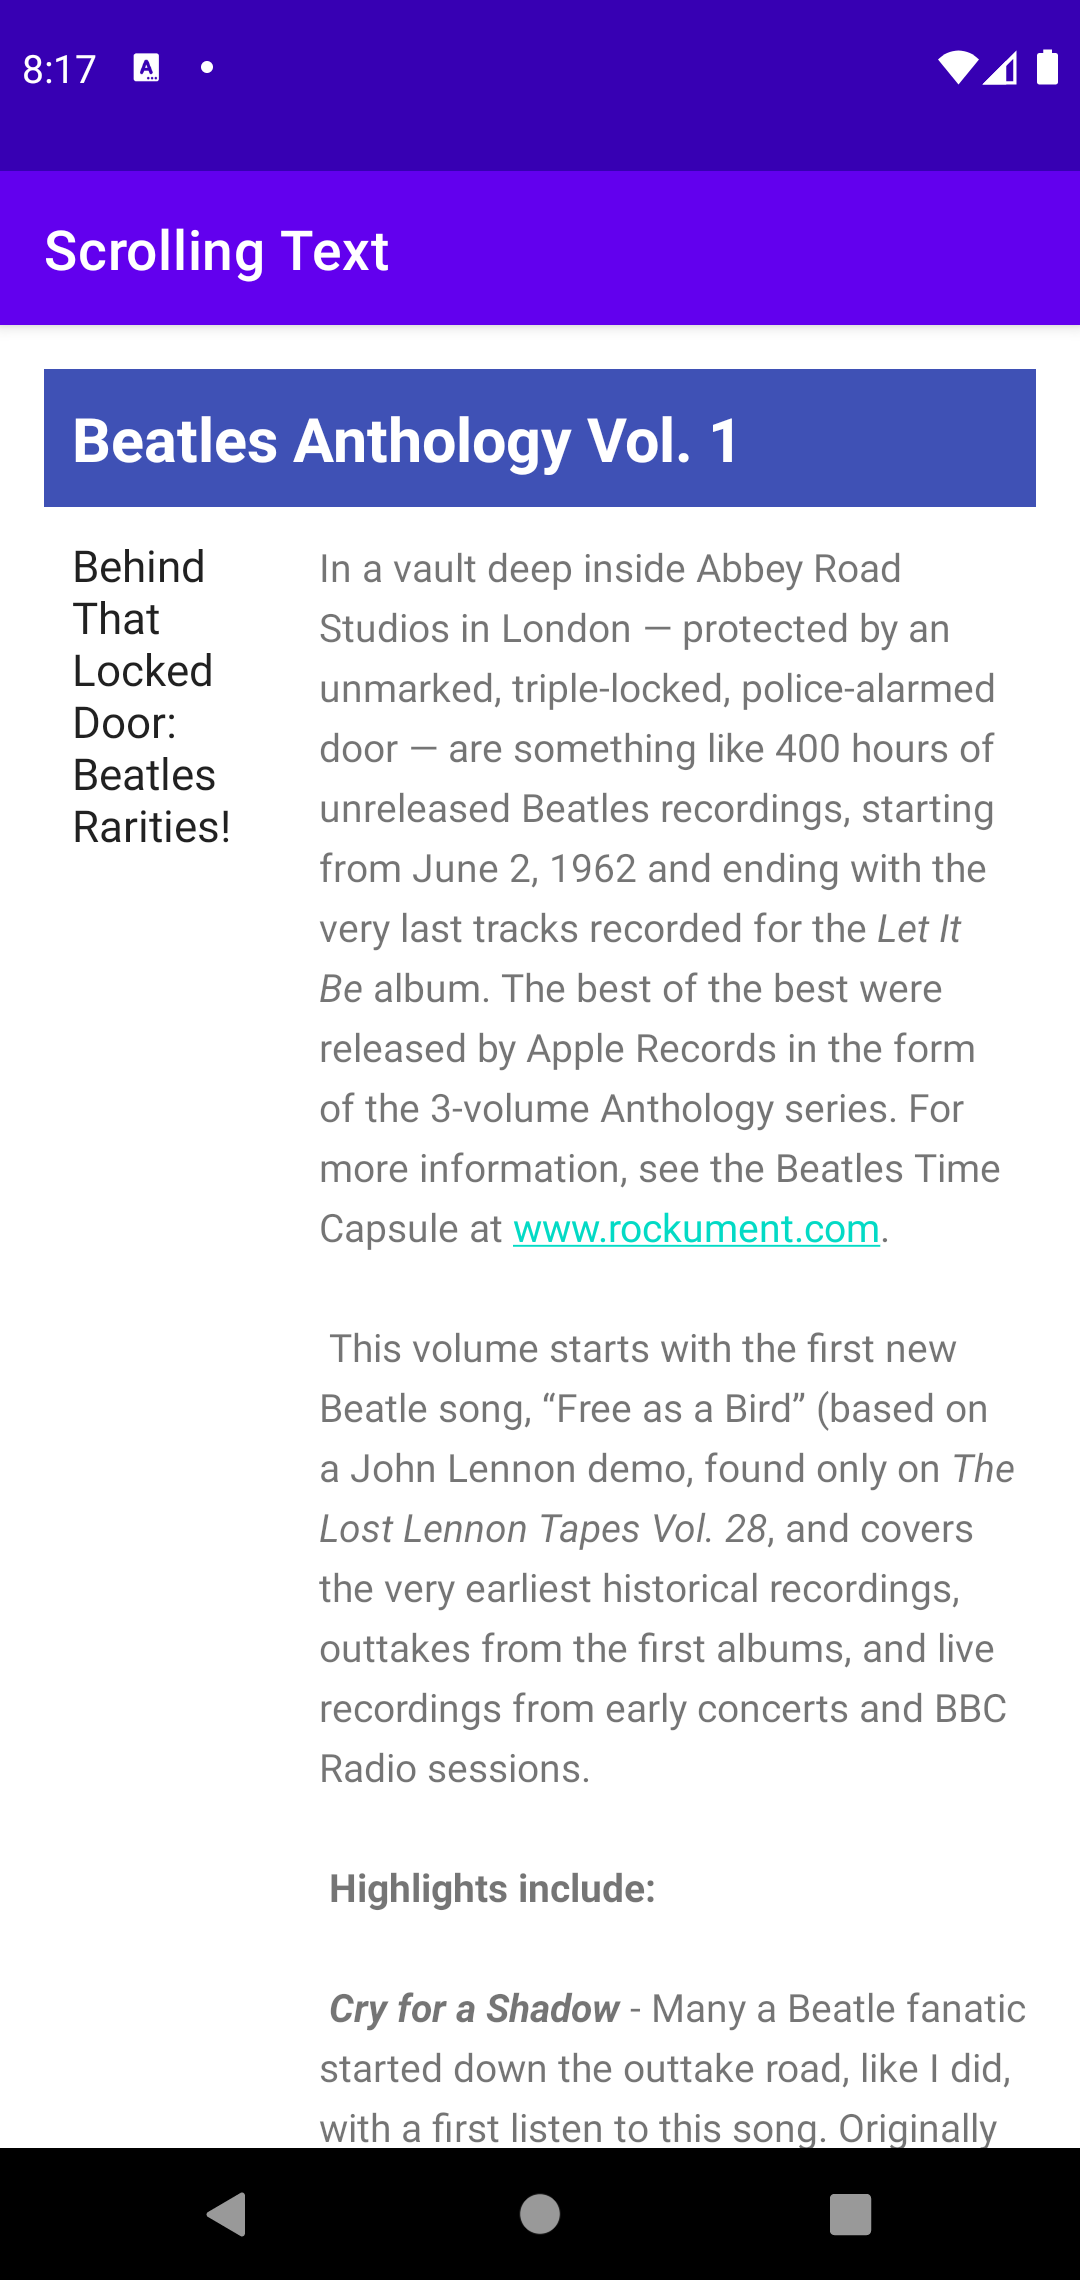 8:17
Scrolling Text
Beatles Anthology Vol. 1
Behind
That
Locked
Door:
Beatles
Rarities!
In a vault deep inside Abbey Road
Studios in London — protected by an
unmarked, triple-locked, police-alarmed
door — are something like 400 hours of
unreleased Beatles recordings, starting
from June 2, 1962 and ending with the
very last tracks recorded for the Let It
Be album. The best of the best were
released by Apple Records in the form
of the 3-volume Anthology series. For
more information, see the Beatles Time
Capsule at www.rockument.com.
This volume starts with the first new
Beatle song, “Free as a Bird” (based on
a John Lennon demo, found only on The
Lost Lennon Tapes Vol. 28, and covers
the very earliest historical recordings,
outtakes from the first albums, and live
recordings from early concerts and BBC
Radio sessions.
Highlights include:
Cry for a Shadow - Many a Beatle fanatic
started down the outtake road, like I did,
with a first listen to this song. Originally